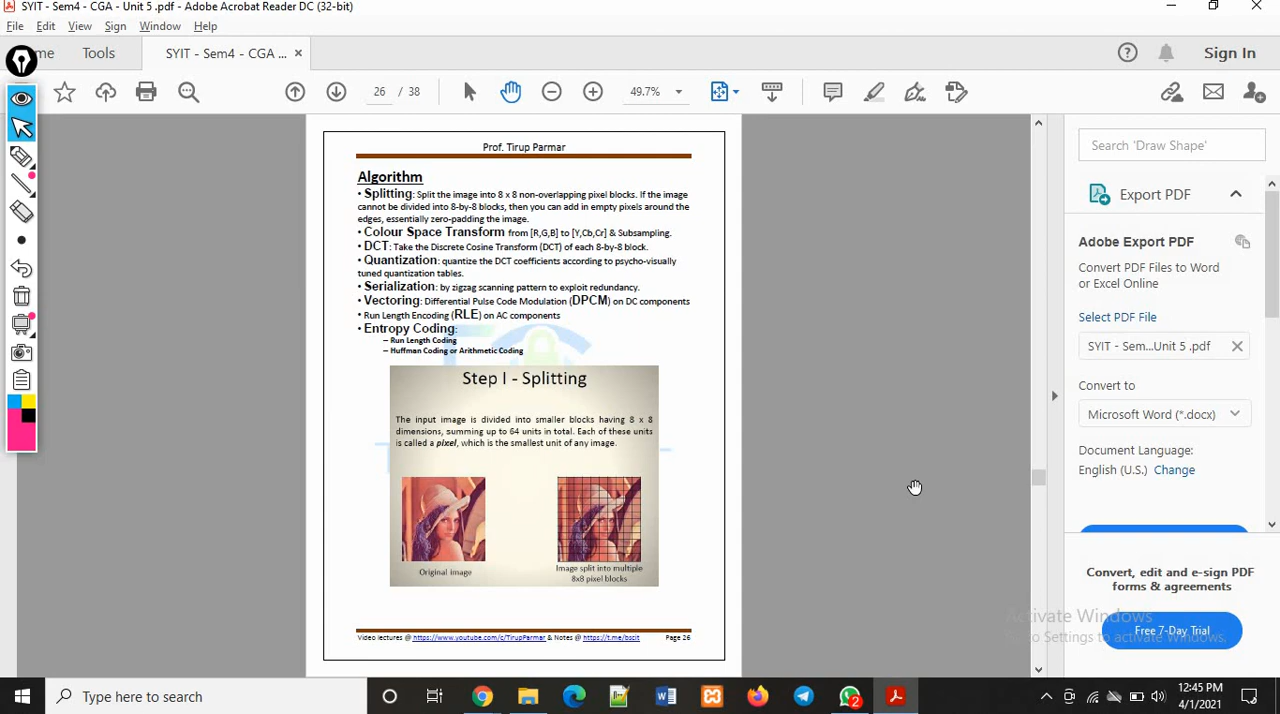 SYIT - Sem4 - CGA - Unit 5 .pdf - Adobe Acrobat Reader DC (32-bit)
File Edit View Sign Window Help
me Tools SYIT - Sem4 - CGA ... Sign In
26 / 38 49.7%
Prof. Tirup Parmar
Algorithm
• Splitting: Split the image into 8 x 8 non-overlapping pixel blocks. If the image
cannot be divided into 8-by-8 blocks, then you can add in empty pixels around the
edges, essentially zero-padding the image.
• Colour Space Transform from [R,G,B] to [Y,Cb,Cr] & Subsampling.
• DCT: Take the Discrete Cosine Transform (DCT) of each 8-by-8 block.
• Quantization: quantize the DCT coefficients according to psycho-visually
tuned quantization tables.
• Serialization: by zigzag scanning pattern to exploit redundancy.
• Vectoring: Differential Pulse Code Modulation (DPCM) on DC components
• Run Length Encoding (RLE) on AC components
• Entropy Coding:
– Run Length Coding
– Huffman Coding or Arithmetic Coding
Step I - Splitting
The input image is divided into smaller blocks having 8 x 8
dimensions, summing up to 64 units in total. Each of these units
is called a pixel, which is the smallest unit of any image.
Original image
Image split into multiple
8x8 pixel blocks
Video lectures @ https://www.youtube.com/c/TirupParmar & Notes @ https://t.me/bscit Page 26
Search 'Draw Shape'
Export PDF
Adobe Export PDF
Convert PDF Files to Word
or Excel Online
Select PDF File
SYIT - Sem...Unit 5 .pdf
Convert to
Microsoft Word (*.docx)
Document Language:
English (U.S.) Change
Convert, edit and e-sign PDF
forms & agreements
Free 7-Day Trial
Activate Windows
Go to Settings to activate Windows.
Type here to search
2
12:45 PM
4/1/2021